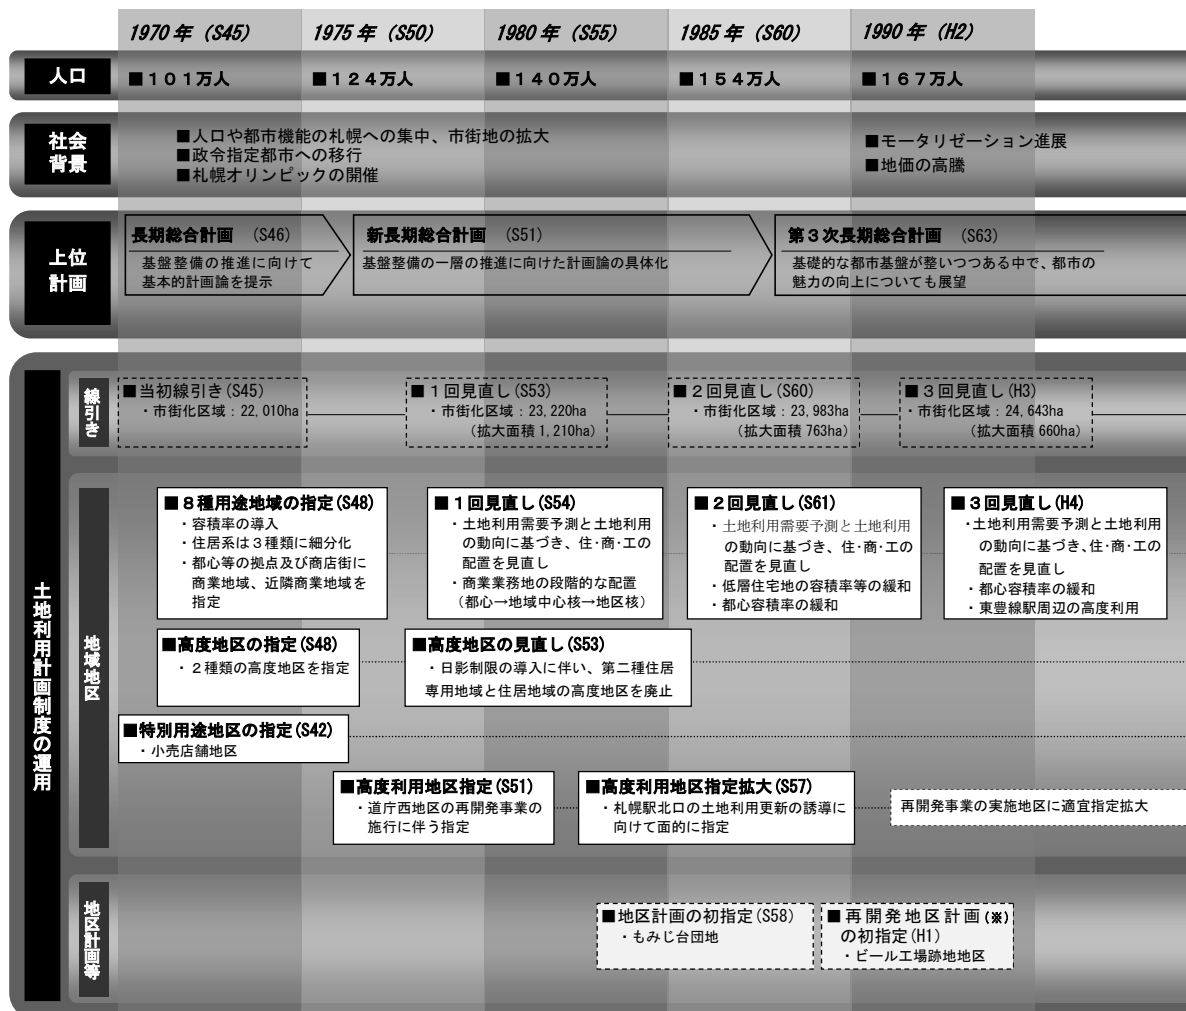 1970年（S45）
1975年（S50）
1980年（S55）
1985年（S60）
1990年（H2）
人口
■１０１万人
■１２４万人
■１４０万人
■１５４万人
■１６７万人
社会
背景
■人口や都市機能の札幌への集中、市街地の拡大
■政令指定都市への移行
■札幌オリンピックの開催
■モータリゼーション進展
■地価の高騰
上位
計画
長期総合計画 （S46）
基盤整備の推進に向けて
基本的計画論を提示
新長期総合計画 （S51）
基盤整備の一層の推進に向けた計画論の具体化
第３次長期総合計画 （S63）
基礎的な都市基盤が整いつつある中で、都市の
魅力の向上についても展望
土地利用計画制度の運用
線引き
■当初線引き(S45)
・市街化区域：22,010ha
■１回見直し(S53)
・市街化区域：23,220ha
（拡大面積1,210ha）
■２回見直し(S60)
・市街化区域：23,983ha
（拡大面積 763ha）
■３回見直し(H3)
・市街化区域：24,643ha
（拡大面積 660ha）
地域地区
■８種用途地域の指定(S48)
・容積率の導入
・住居系は３種類に細分化
・都心等の拠点及び商店街に
商業地域、近隣商業地域を
指定
■１回見直し(S54)
・土地利用需要予測と土地利用
の動向に基づき、住･商･工の
配置を見直し
・商業業務地の段階的な配置
（都心→地域中心核→地区核）
■２回見直し(S61)
・土地利用需要予測と土地利用
の動向に基づき、住･商･工の
配置を見直し
・低層住宅地の容積率等の緩和
・都心容積率の緩和
■３回見直し(H4)
・土地利用需要予測と土地利用
の動向に基づき、住･商･工の
配置を見直し
・都心容積率の緩和
・東豊線駅周辺の高度利用
■高度地区の指定(S48)
・２種類の高度地区を指定
■高度地区の見直し(S53)
・日影制限の導入に伴い、第二種住居
専用地域と住居地域の高度地区を廃止
■特別用途地区の指定(S42)
・小売店舗地区
■高度利用地区指定(S51)
・道庁西地区の再開発事業の
施行に伴う指定
■高度利用地区指定拡大(S57)
・札幌駅北口の土地利用更新の誘導に
向けて面的に指定
再開発事業の実施地区に適宜指定拡大
地区計画等
■地区計画の初指定(S58)
・もみじ台団地
■再開発地区計画(※)
の初指定(H1)
・ビール工場跡地地区